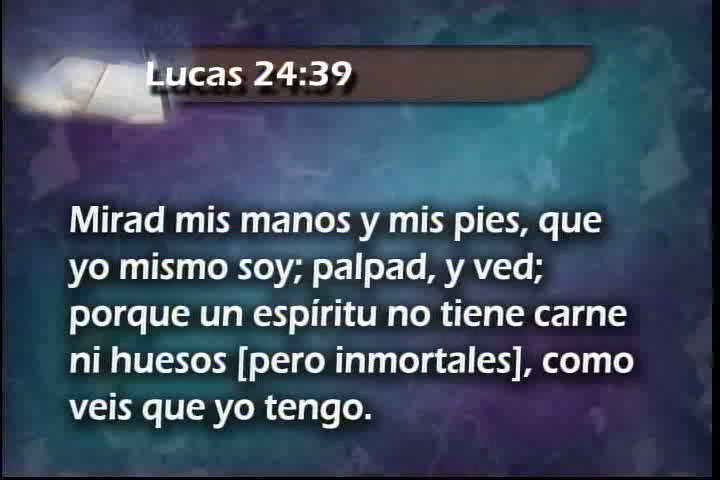 Lucas 24:39
Mirad mis manos y mis pies, que
yo mismo soy; palpad, y ved;
porque un espíritu no tiene carne
ni huesos [pero inmortales], como
veis que yo tengo.